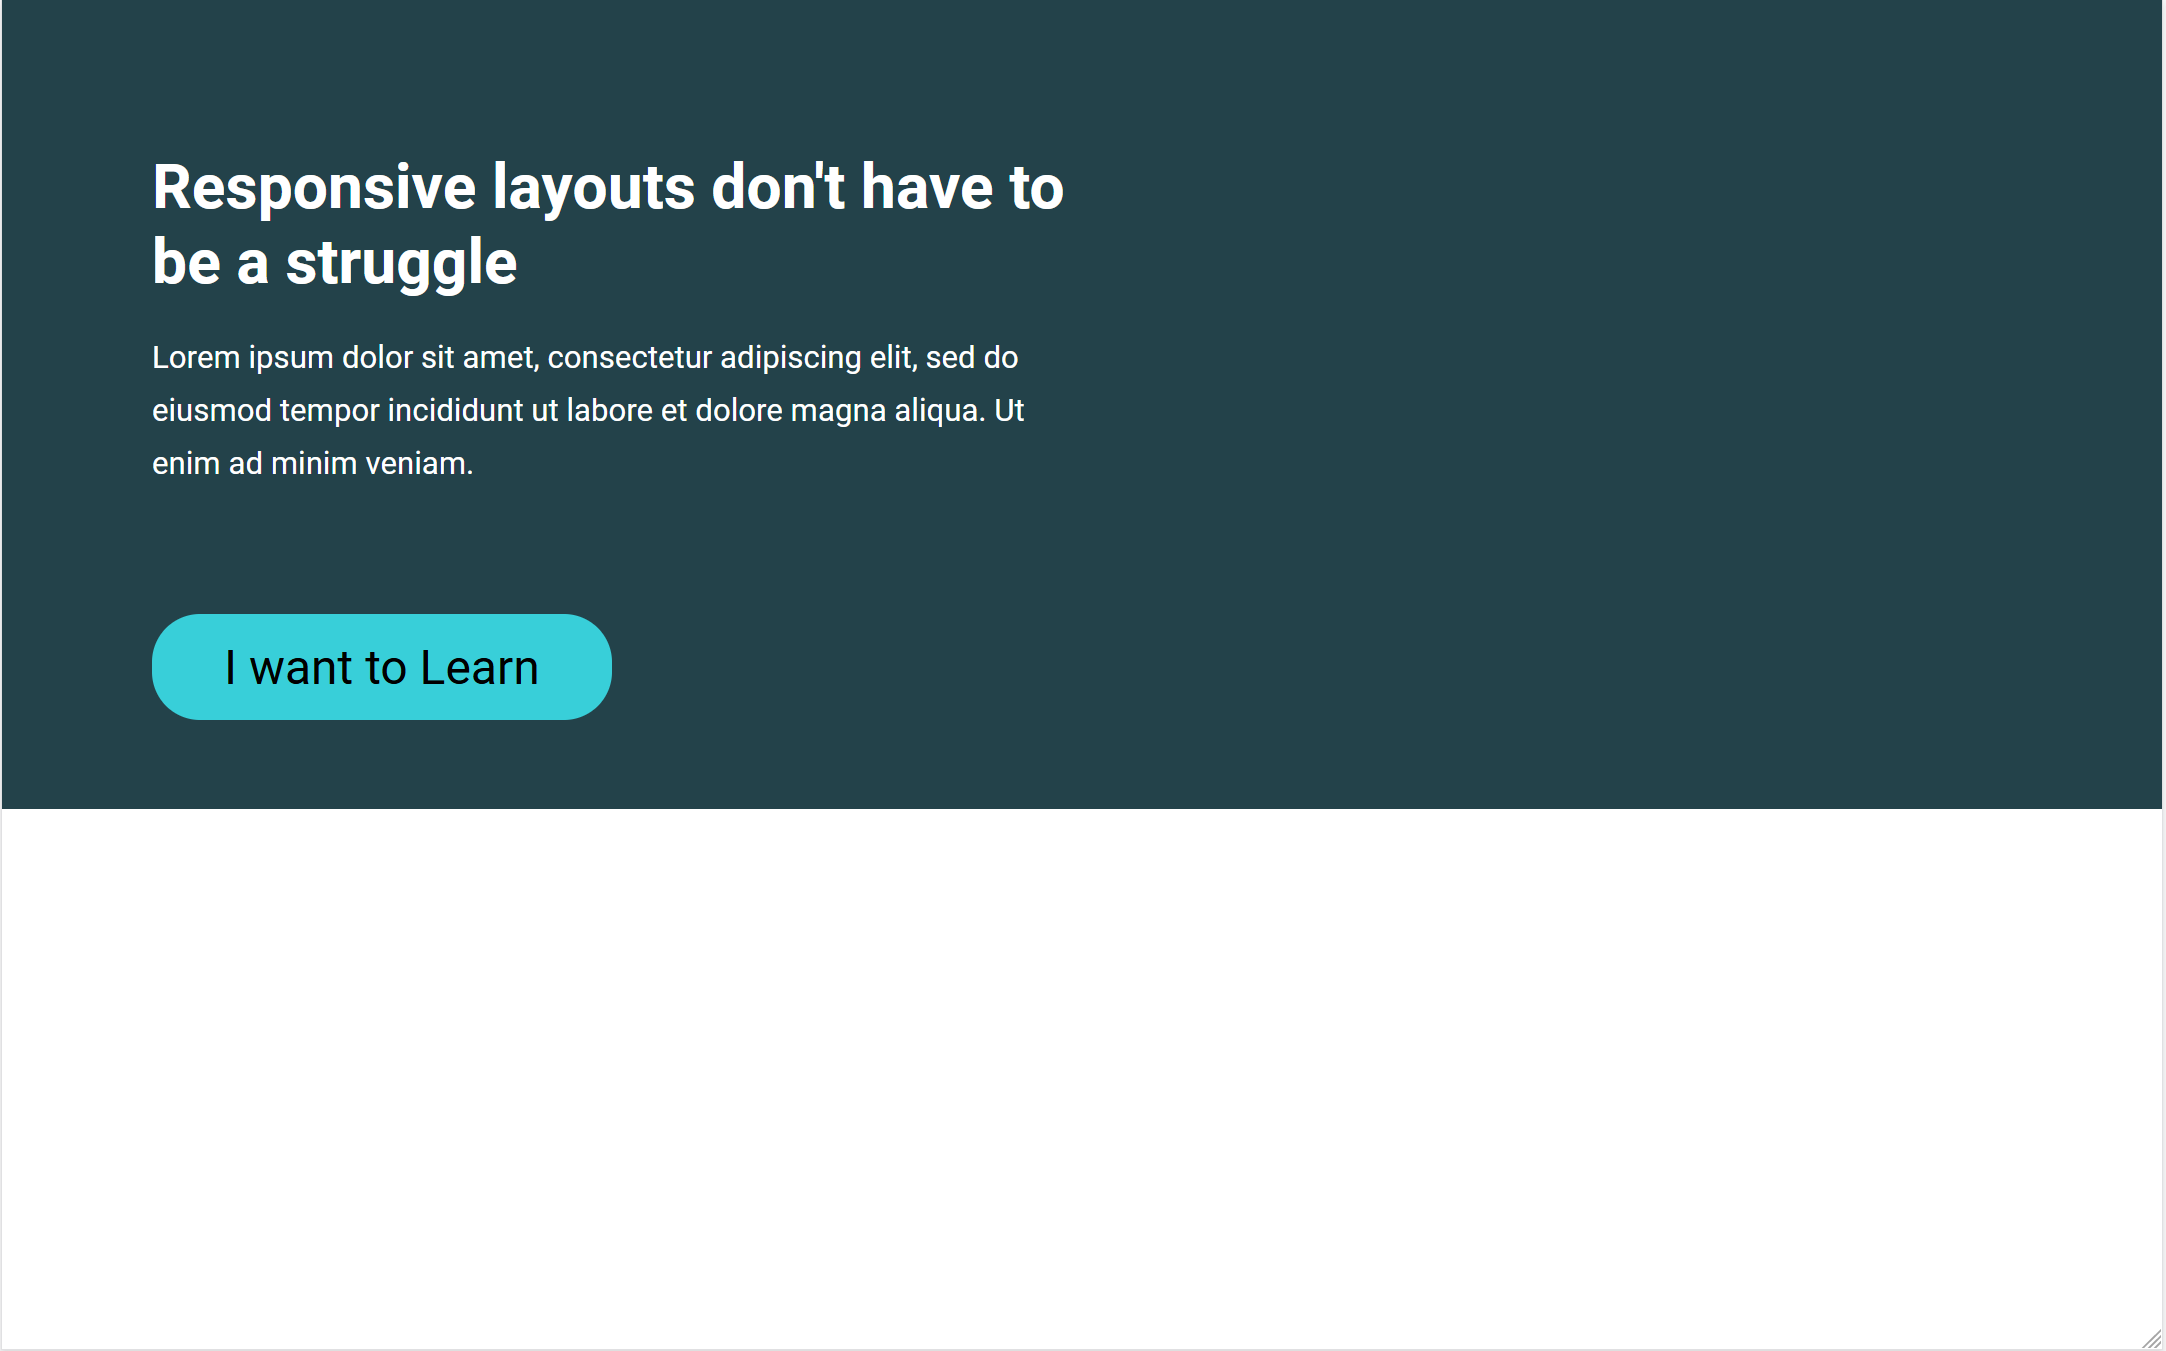 Responsive layouts don't have to
be a struggle
Lorem ipsum dolor sit amet, consectetur adipiscing elit, sed do
eiusmod tempor incididunt ut labore et dolore magna aliqua. Ut
enim ad minim veniam.
I want to Learn